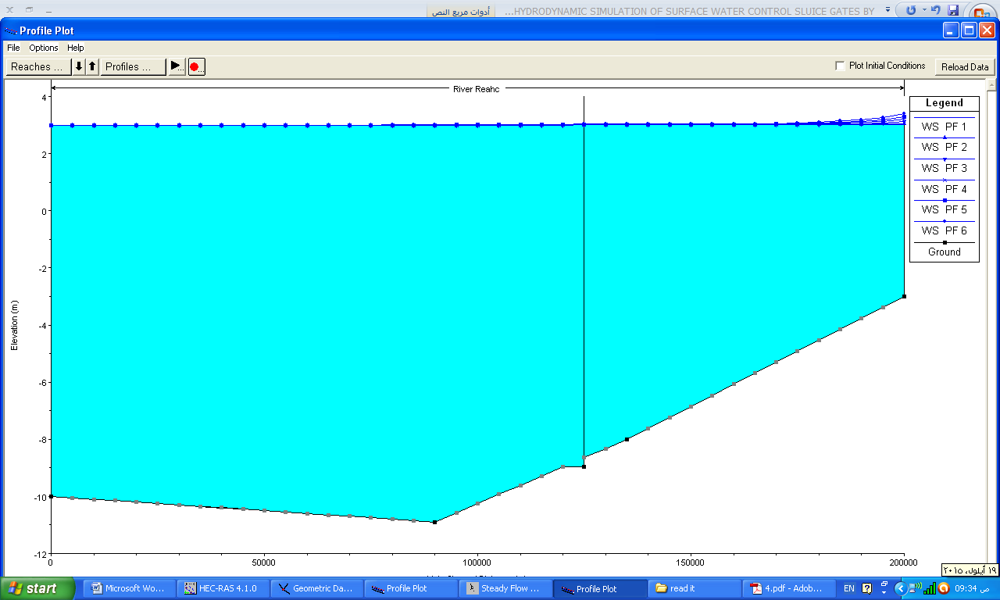 أدوات مربع النص
...HYDRODYNAMIC SIMULATION OF SURFACE WATER CONTROL SLUICE GATES BY
Profile Plot
File Options Help
Reaches ... Profiles ... Plot Initial Conditions Reload Data
River Reahc
Legend
WS PF 1
WS PF 2
WS PF 3
WS PF 4
WS PF 5
WS PF 6
Ground
Elevation (m)
4
2
0
-2
-4
-6
-8
-10
-12
0 50000 100000 150000 200000
١٩ أيلول، ٢٠١٥
start Microsoft Wo... HEC-RAS 4.1.0 Geometric Da... Profile Plot Steady Flow ... Profile Plot read it 4.pdf - Adob... EN 09:34 ص